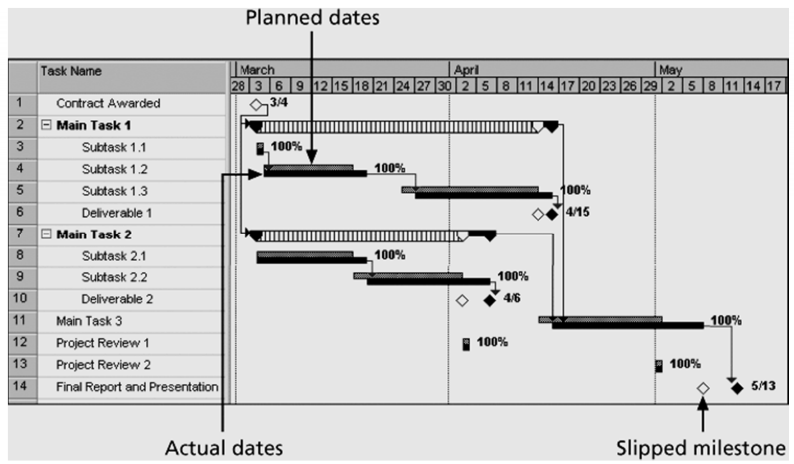 Planned dates
Task Name March April May
28 3 6 9 12 15 18 21 24 27 30 2 5 8 11 14 17 20 23 26 29 2 5 8 11 14 17
1 Contract Awarded 3/4
2 Main Task 1
3 Subtask 1.1 100%
4 Subtask 1.2 100%
5 Subtask 1.3 100%
6 Deliverable 1 4/15
7 Main Task 2
8 Subtask 2.1 100%
9 Subtask 2.2 100%
10 Deliverable 2 4/6
11 Main Task 3 100%
12 Project Review 1 100%
13 Project Review 2 100%
14 Final Report and Presentation 5/13
Actual dates Slipped milestone